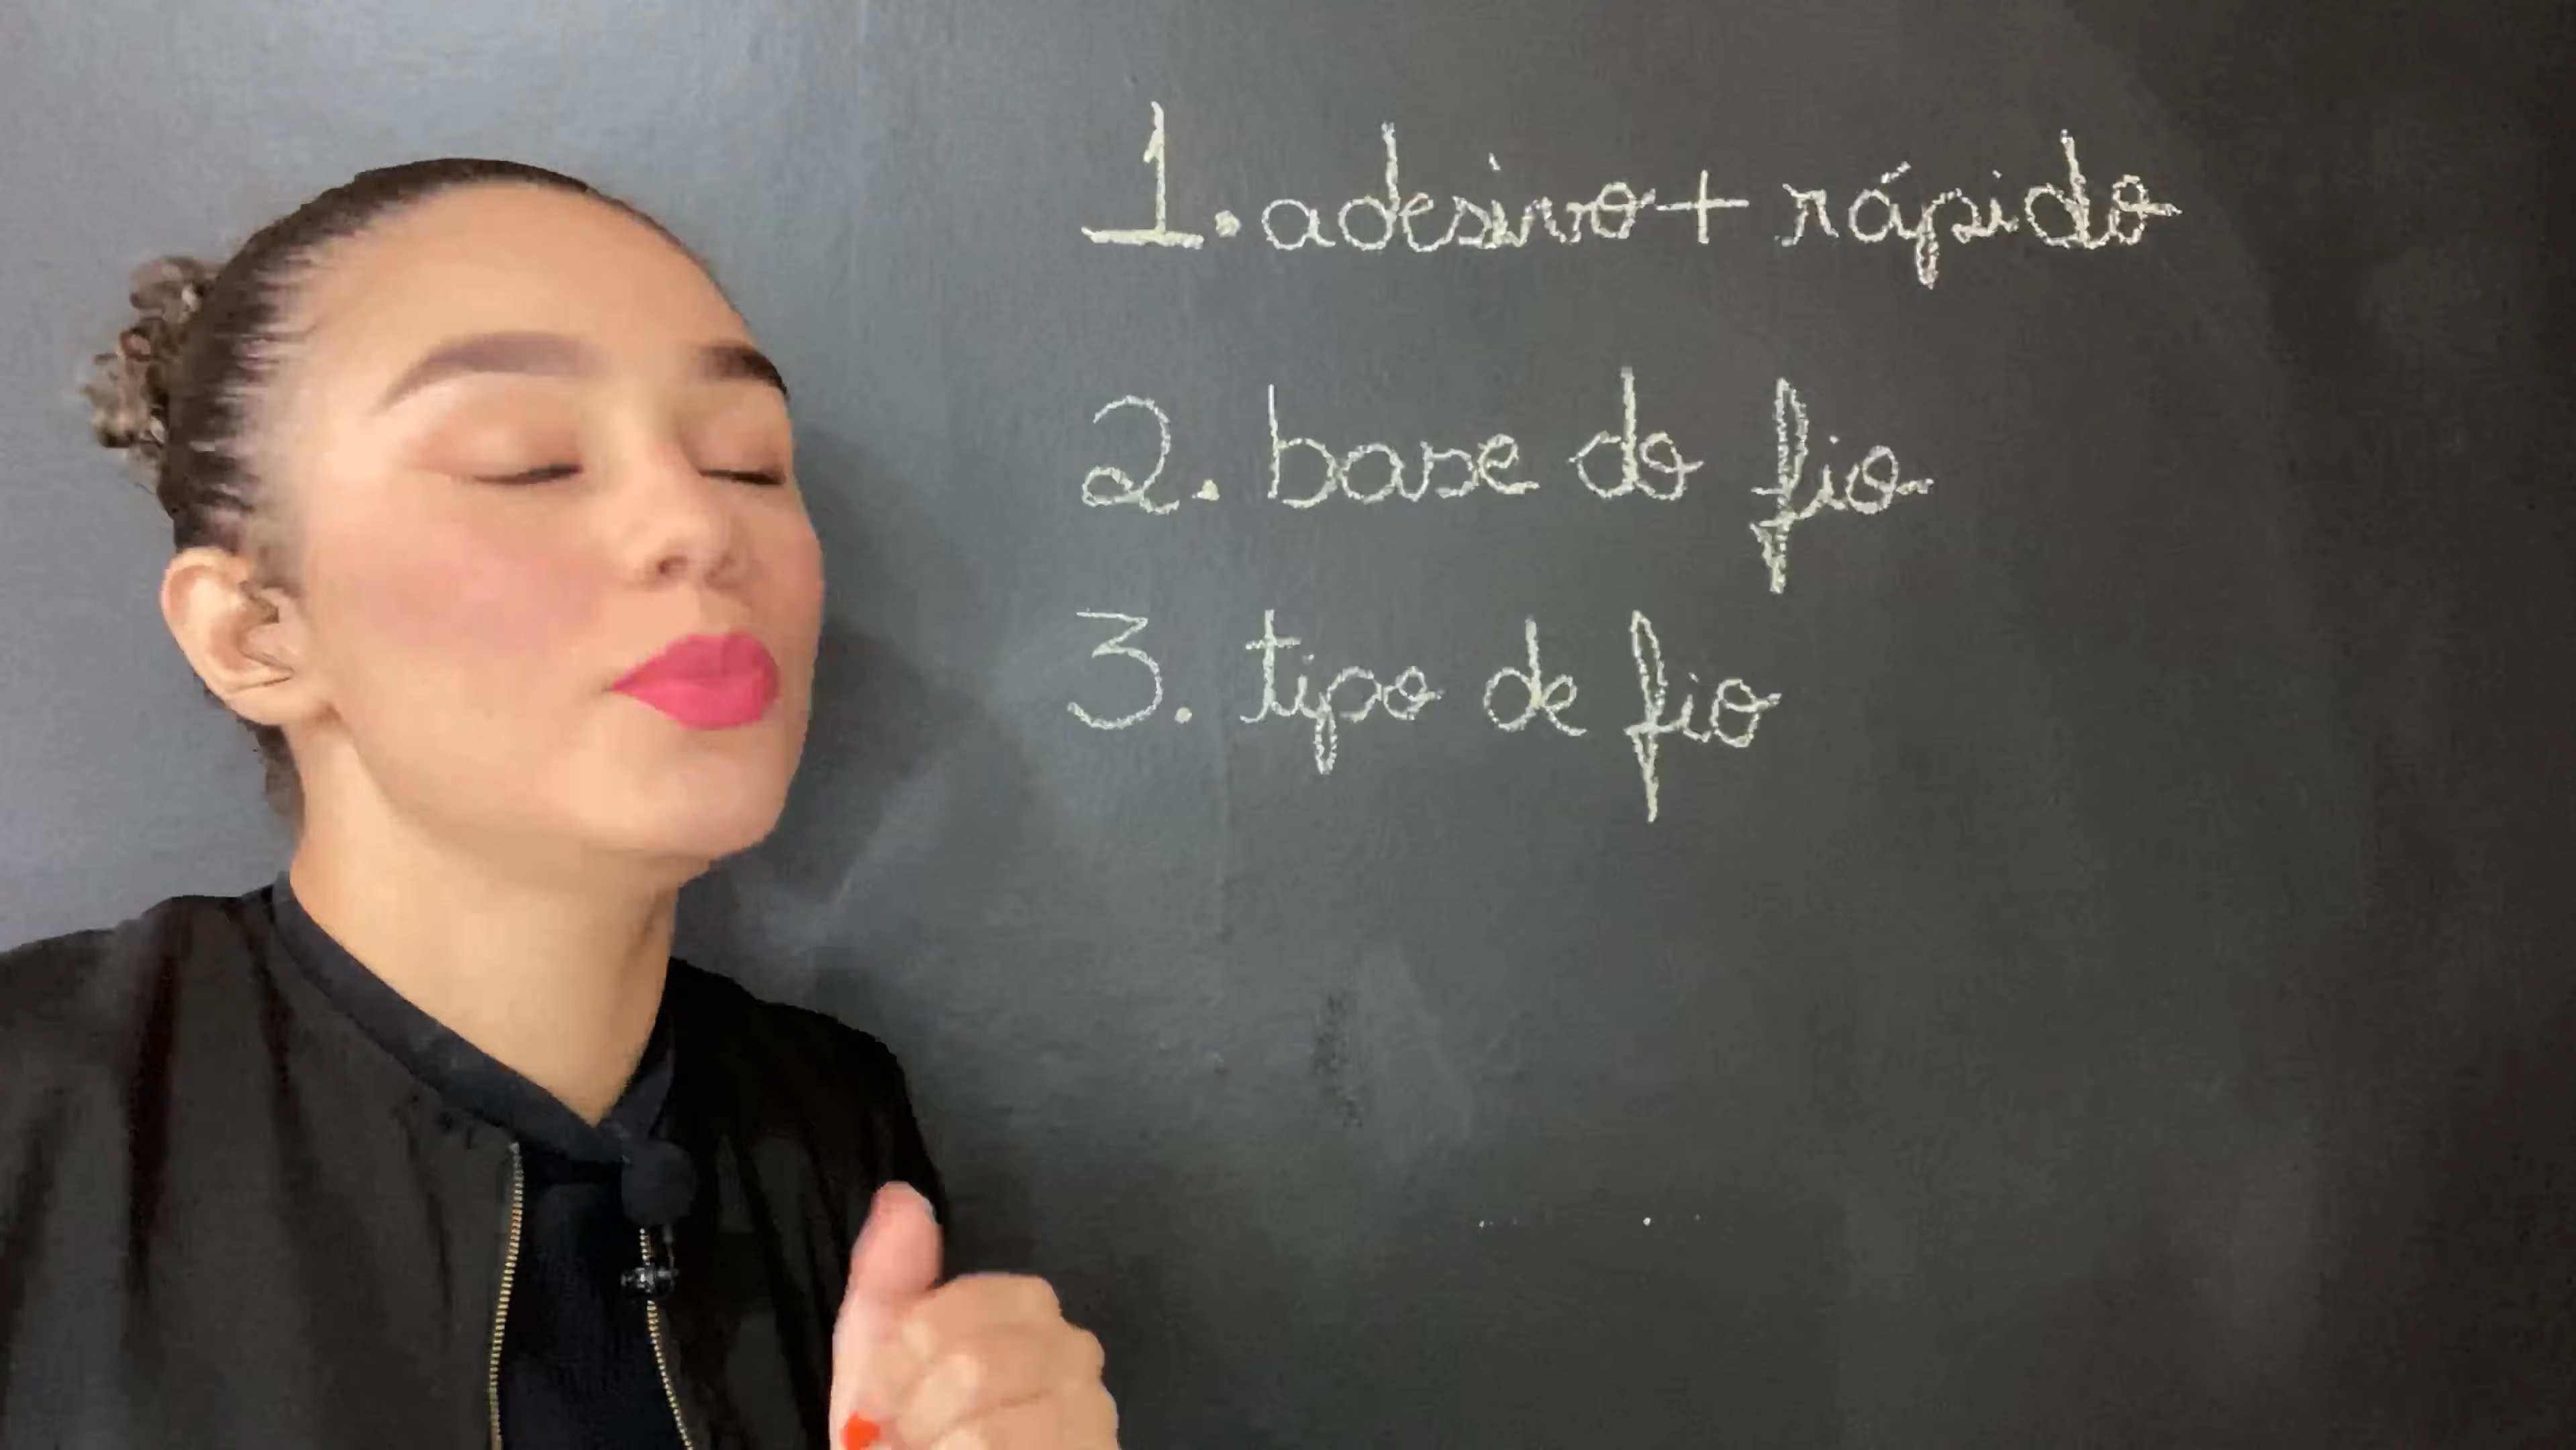 1. adesivo + rápido
2. base do fio
3. tipo de fio